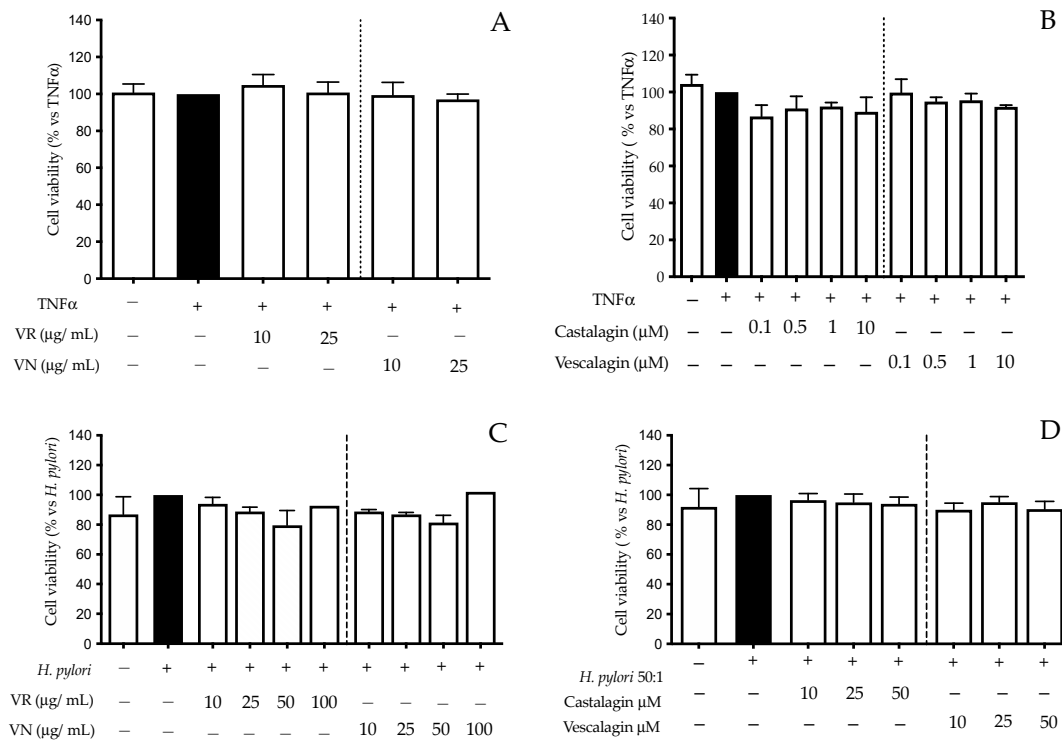 A
Cell viability (% vs TNFα)
140
120
100
80
60
40
20
0
TNFα − + + + + +
VR (μg/ mL) − − 10 25 − −
VN (μg/ mL) − − − − 10 25
B
Cell viability ( % vs TNFα)
140
120
100
80
60
40
20
0
TNFα − + + + + + + + + +
Castalagin (μM) − − 0.1 0.5 1 10 − − − −
Vescalagin (μM) − − − − − − 0.1 0.5 1 10
C
Cell viability (% vs H. pylori)
140
120
100
80
60
40
20
0
H. pylori − + + + + + + + + +
VR (μg/ mL) − − 10 25 50 100 − − − −
VN (μg/ mL) − − − − − − 10 25 50 100
D
Cell viability ( % vs H. pylori)
140
120
100
80
60
40
20
0
H. pylori 50:1 − + + + + + + +
Castalagin μM − − 10 25 50 − − −
Vescalagin μM − − − − − 10 25 50